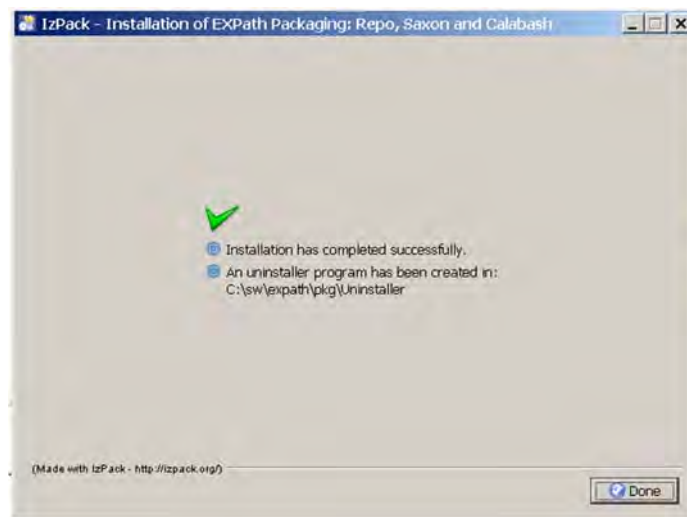 IzPack - Installation of EXPath Packaging: Repo, Saxon and Calabash
Installation has completed successfully.
An uninstaller program has been created in:
C:\sw\expath\pkg\Uninstaller
(Made with IzPack - http://izpack.org/)
Done